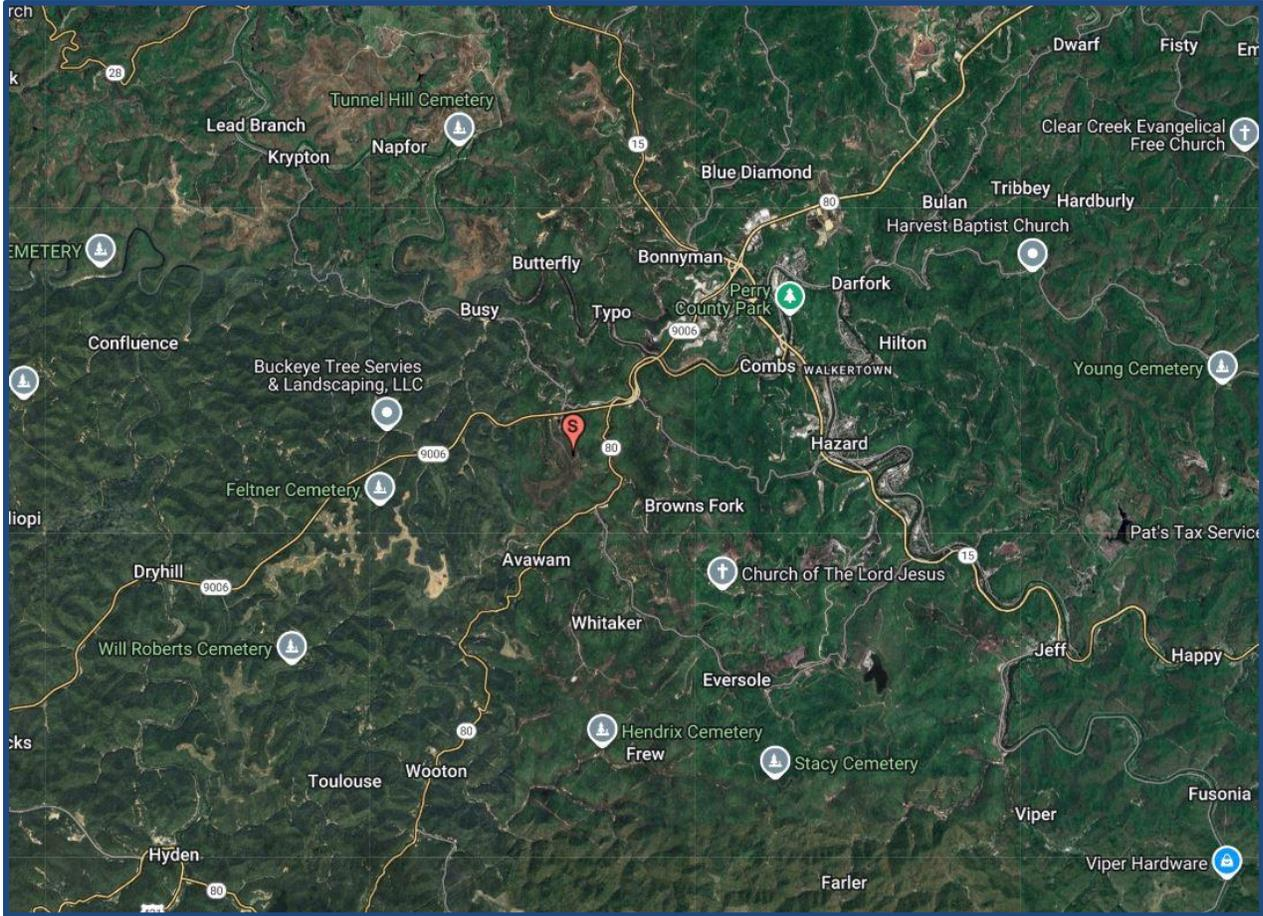 rch
Dwarf
Fisty
Em
28
k
Tunnel Hill Cemetery
Lead Branch
Krypton
Napfor
15
Clear Creek Evangelical
Free Church
Blue Diamond
80
Bulan
Tribbey
Hardburly
Harvest Baptist Church
EMETERY
Butterfly
Bonnyman
Perry
County Park
Darfork
Busy
Typo
9006
Confluence
Hilton
Buckeye Tree Servies
& Landscaping, LLC
Combs
WALKERTOWN
Young Cemetery
S
Hazard
80
9006
Feltner Cemetery
Browns Fork
liopi
Pat's Tax Service
Avawam
15
Dryhill
9006
Church of The Lord Jesus
Whitaker
Will Roberts Cemetery
Jeff
Happy
Eversole
80
Hendrix Cemetery
cks
Frew
Stacy Cemetery
Toulouse
Wooton
Fusonia
Viper
Hyden
Viper Hardware
80
Farler